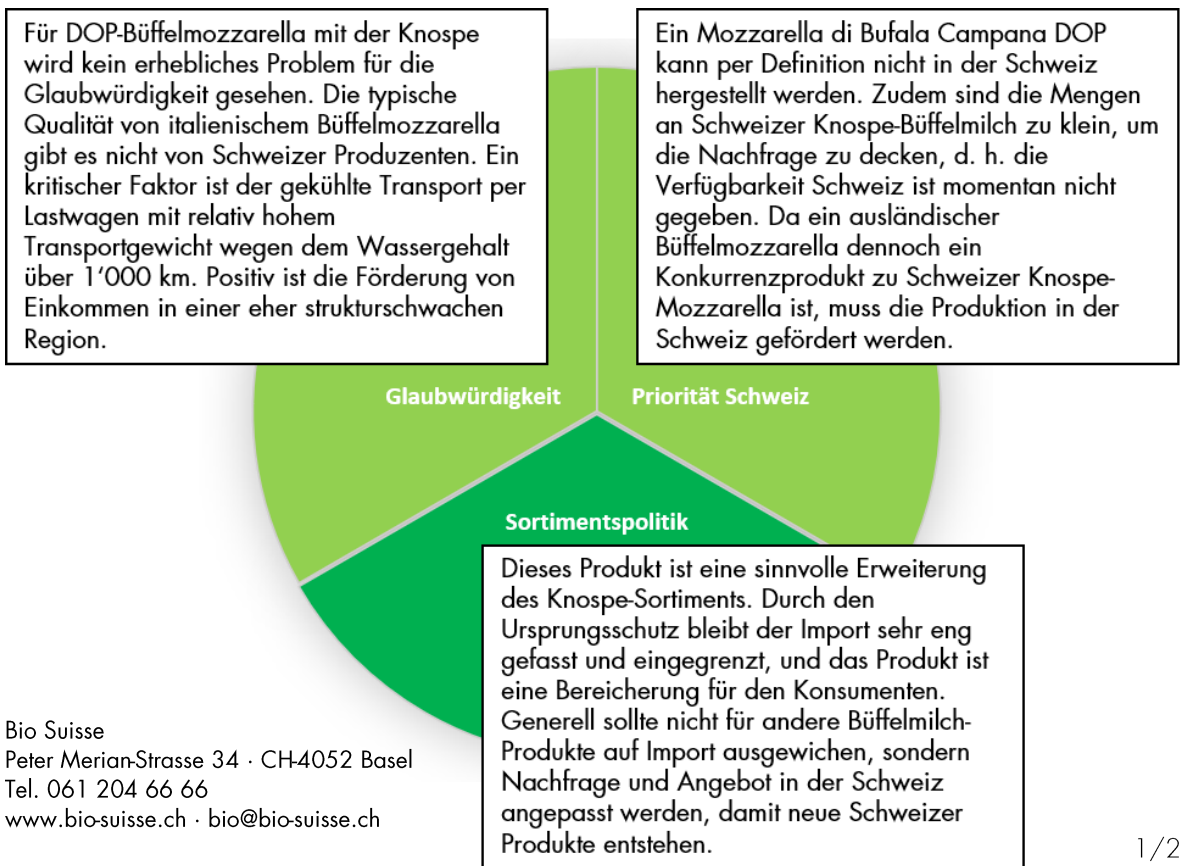 Für DOP-Büffelmozzarella mit der Knospe
wird kein erhebliches Problem für die
Glaubwürdigkeit gesehen. Die typische
Qualität von italienischem Büffelmozzarella
gibt es nicht von Schweizer Produzenten. Ein
kritischer Faktor ist der gekühlte Transport per
Lastwagen mit relativ hohem
Transportgewicht wegen dem Wassergehalt
über 1‘000 km. Positiv ist die Förderung von
Einkommen in einer eher strukturschwachen
Region.
Ein Mozzarella di Bufala Campana DOP
kann per Definition nicht in der Schweiz
hergestellt werden. Zudem sind die Mengen
an Schweizer Knospe-Büffelmilch zu klein, um
die Nachfrage zu decken, d. h. die
Verfügbarkeit Schweiz ist momentan nicht
gegeben. Da ein ausländischer
Büffelmozzarella dennoch ein
Konkurrenzprodukt zu Schweizer Knospe-
Mozzarella ist, muss die Produktion in der
Schweiz gefördert werden.
Glaubwürdigkeit
Priorität Schweiz
Sortimentspolitik
Dieses Produkt ist eine sinnvolle Erweiterung
des Knospe-Sortiments. Durch den
Ursprungsschutz bleibt der Import sehr eng
gefasst und eingegrenzt, und das Produkt ist
eine Bereicherung für den Konsumenten.
Generell sollte nicht für andere Büffelmilch-
Produkte auf Import ausgewichen, sondern
Nachfrage und Angebot in der Schweiz
angepasst werden, damit neue Schweizer
Produkte entstehen.
Bio Suisse
Peter Merian-Strasse 34 · CH-4052 Basel
Tel. 061 204 66 66
www.bio-suisse.ch · bio@bio-suisse.ch
1/2